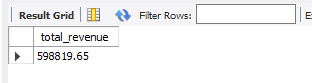 Result Grid Filter Rows: E
total_revenue
598819.65